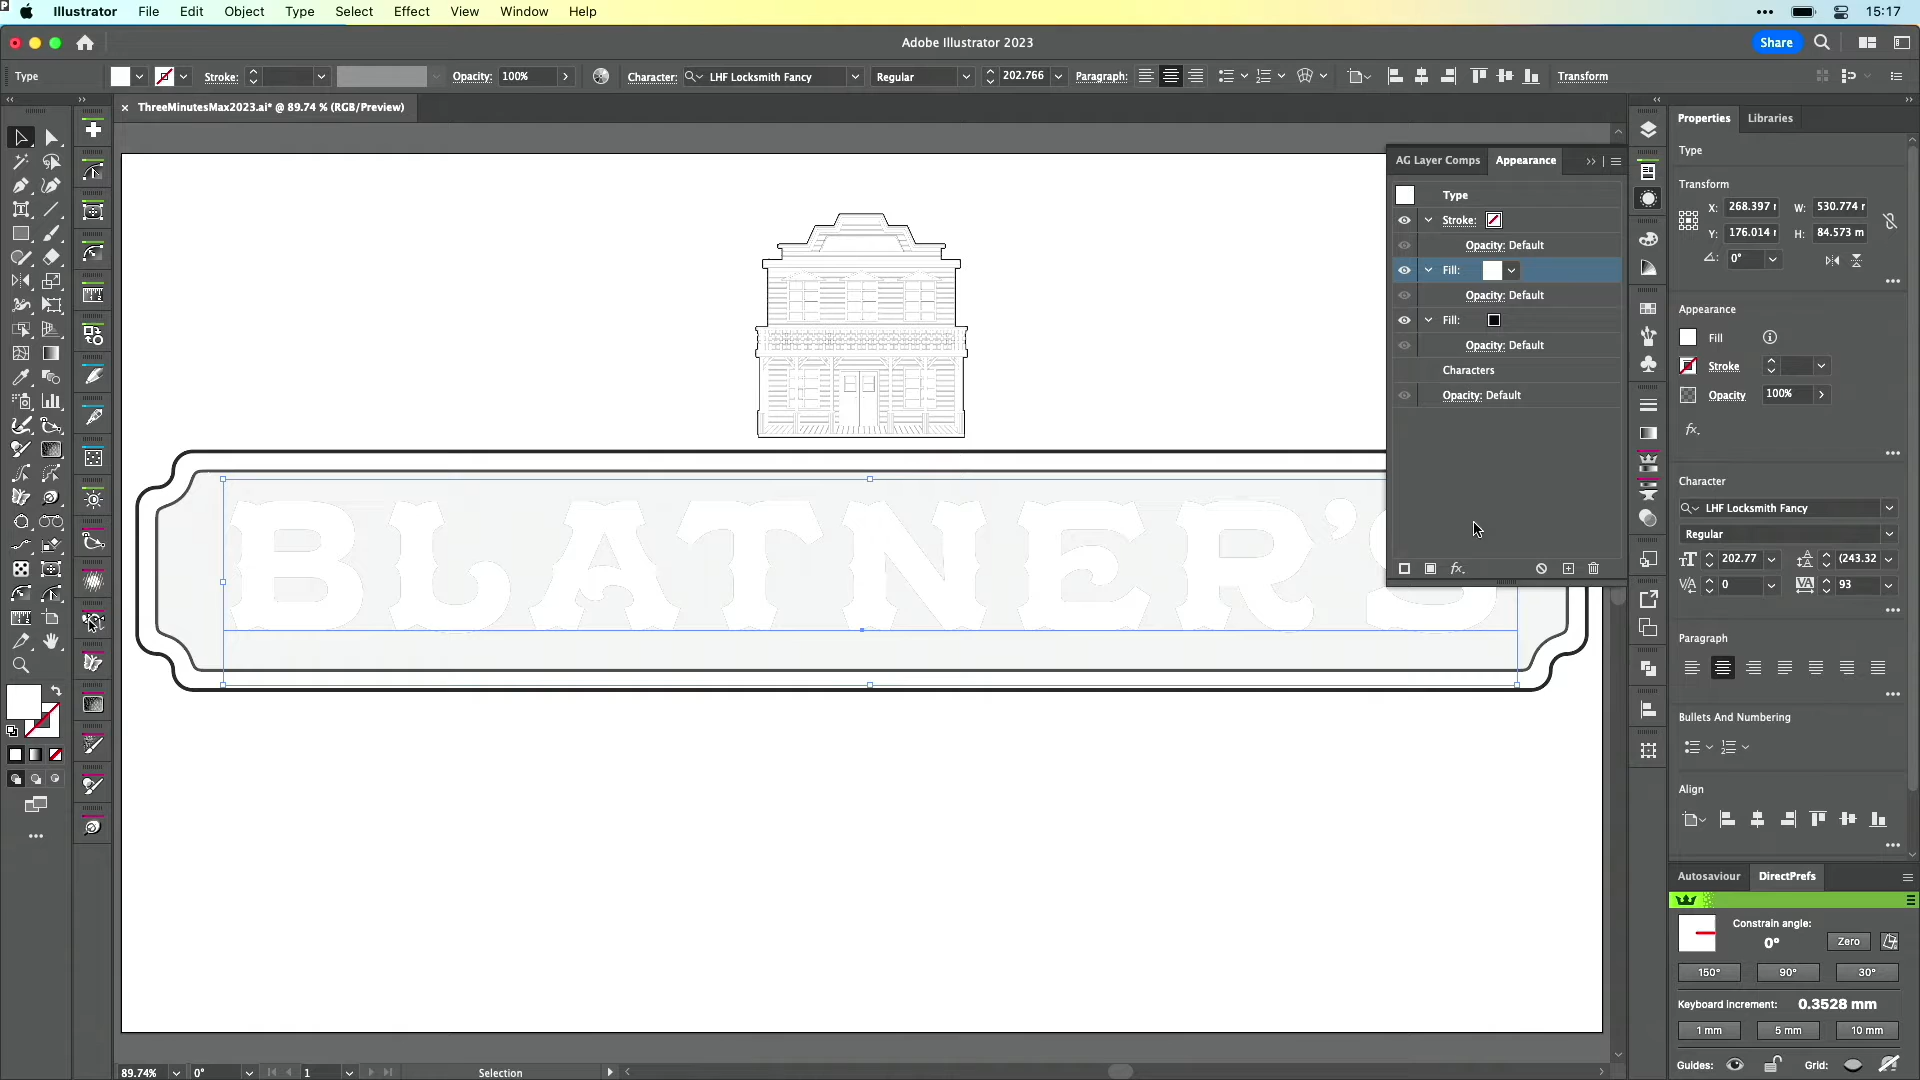 Illustrator File Edit Object Type Select Effect View Window Help 15:17
Adobe Illustrator 2023 Share
Type Stroke: Opacity: 100% Character: LHF Locksmith Fancy Regular 202.766 Paragraph: Transform
ThreeMinutesMax2023.ai* @ 89.74 % (RGB/Preview)
AG Layer Comps Appearance
Type
Stroke:
Opacity: Default
Fill:
Opacity: Default
Fill:
Opacity: Default
Characters
Opacity: Default
fx.
BLATNER'S
Properties Libraries
Type
Transform
X: 268.397 r W: 530.774 r
Y: 176.014 r H: 84.573 m
0°
Appearance
Fill
Stroke
Opacity 100%
fx.
Character
LHF Locksmith Fancy
Regular
202.77 (243.32
0 93
Paragraph
Bullets And Numbering
Align
Autosaviour DirectPrefs
Constrain angle:
0° Zero
150° 90° 30°
Keyboard increment: 0.3528 mm
1 mm 5 mm 10 mm
Guides: Grid:
89.74% 0° 1 Selection